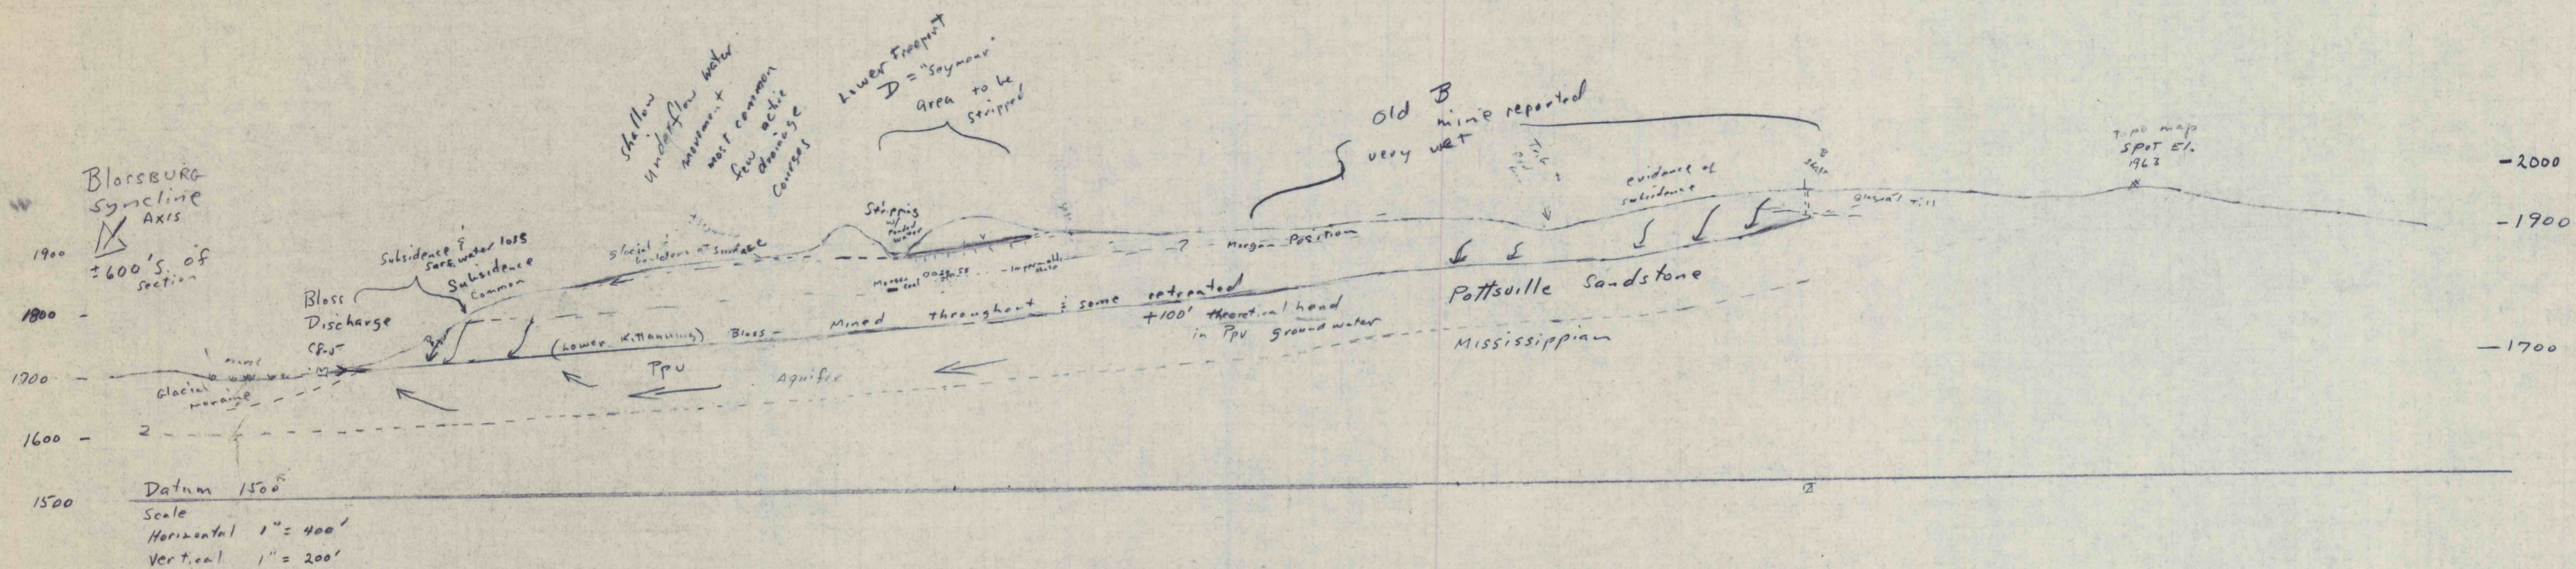 BlossBURG
Syncline
AXIS
±600' S. of
section
Subsidence &
Surf. water loss
Subsidence
Common
Bloss
Discharge
Glacial
moraine
shallow
Underflow water
movement
most common
few active
drainage
courses
Lower Freeport
D = "Seymour"
area to be
stripped
Stripping
w/
Ponded
water
glacial
boulders at surface
Old B
mine reported
very wet
evidence of
subsidence
Topo map
SPOT El.
1963
glacial till
? - Morgan Position
(Lower Kittanning) Bloss - Mined throughout & some retreated
+100' theoretical head
in Ppv ground water
Pottsville Sandstone
Mississippian
Ppv
Aquifer
1900
1800 -
1700 -
1600 -
1500
-2000
-1900
-1700
2
Datum 1500
Scale
Horizontal 1" = 400'
Vertical 1" = 200'